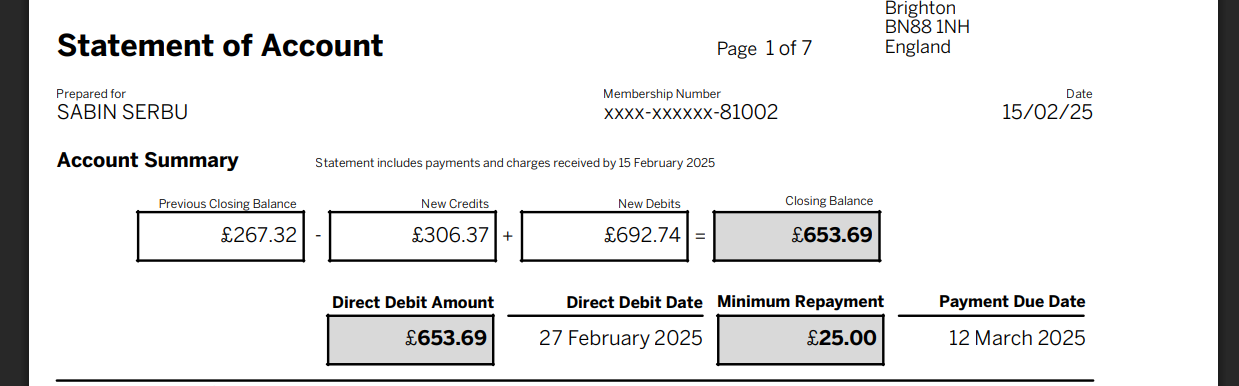 Brighton
BN88 1NH
Statement of Account
Page 1 of 7
England
Prepared for
Membership Number
Date
SABIN SERBU
xxxx-xxxxxx-81002
15/02/25
Account Summary
Statement includes payments and charges received by 15 February 2025
Previous Closing Balance
New Credits
New Debits
Closing Balance
£267.32 - £306.37 + £692.74 = £653.69
Direct Debit Amount
Direct Debit Date
Minimum Repayment
Payment Due Date
£653.69
27 February 2025
£25.00
12 March 2025